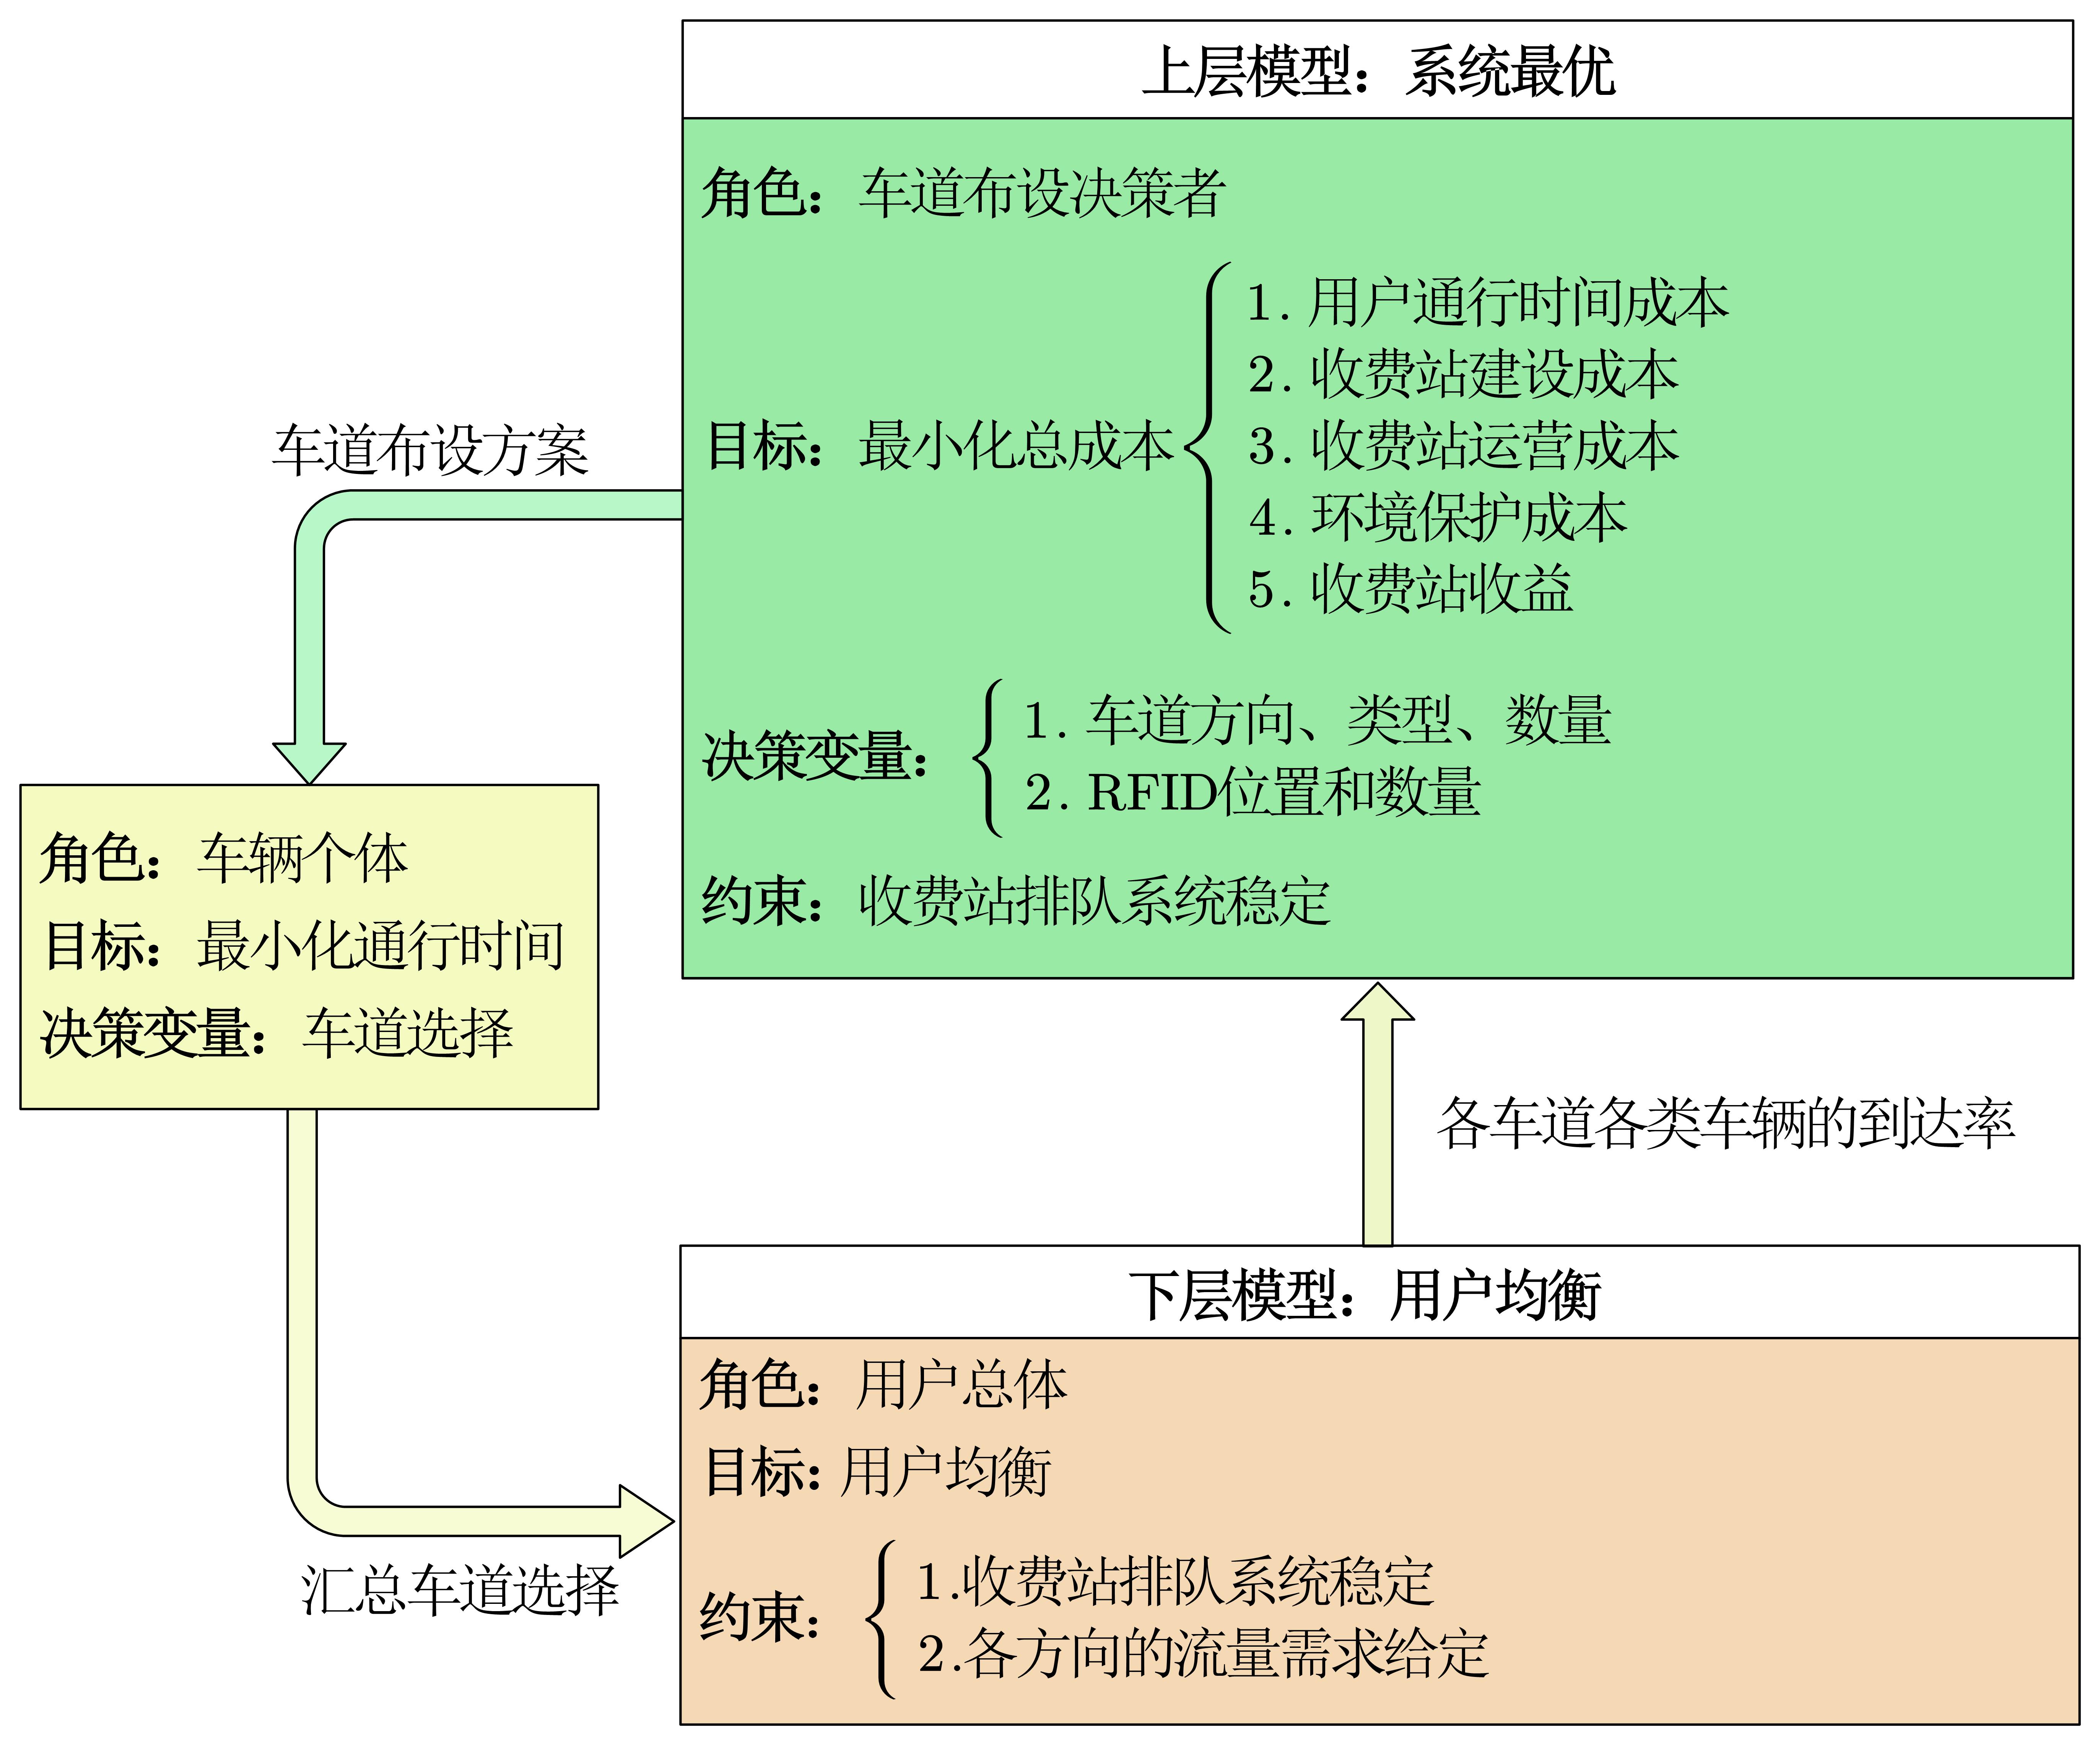 上层模型：系统最优
角色：车道布设决策者
目标：最小化总成本
1. 用户通行时间成本
2. 收费站建设成本
3. 收费站运营成本
4. 环境保护成本
5. 收费站收益
决策变量：
1. 车道方向、类型、数量
2. RFID位置和数量
约束：收费站排队系统稳定
车道布设方案
角色：车辆个体
目标：最小化通行时间
决策变量：车道选择
汇总车道选择
各车道各类车辆的到达率
下层模型：用户均衡
角色：用户总体
目标：用户均衡
约束：
1.收费站排队系统稳定
2.各方向的流量需求给定